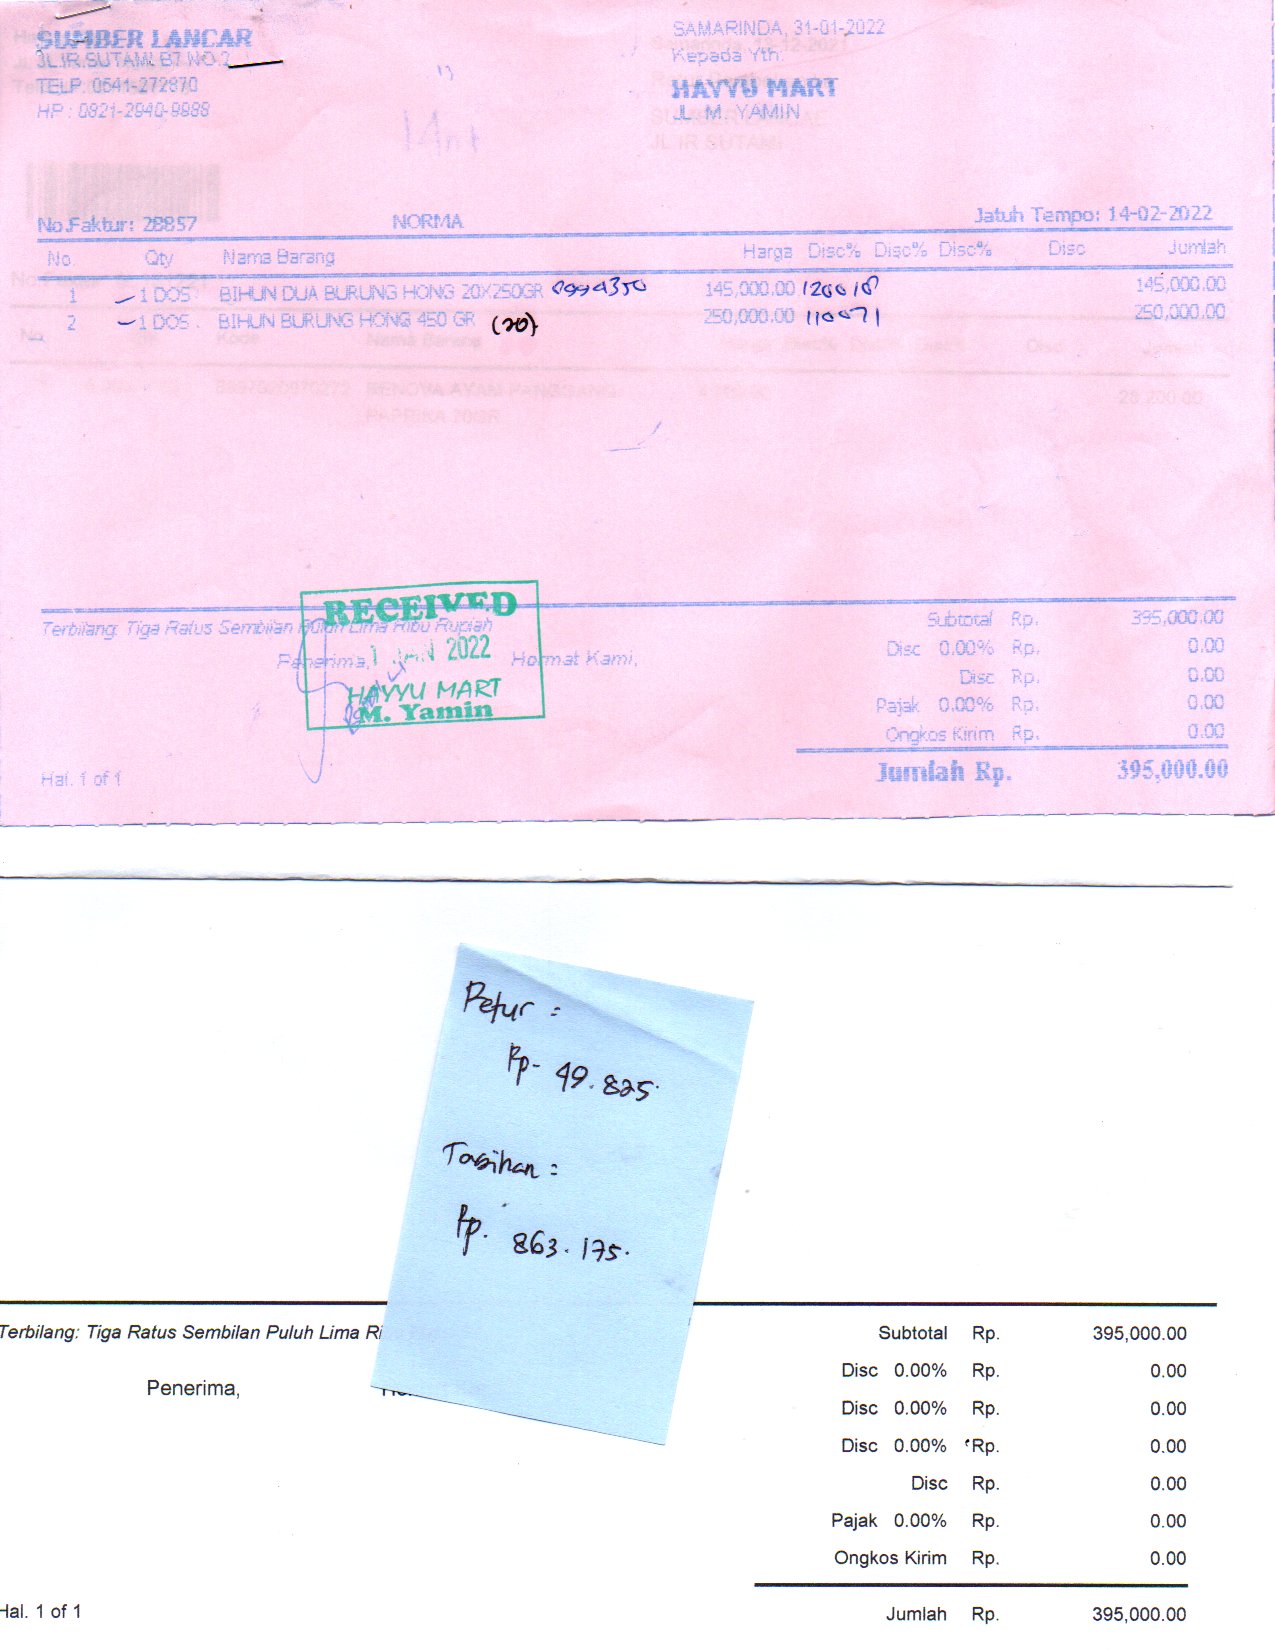 SUMBER LANCAR
JL.IR.SUTAMI B7 NO.3
TELP. 0541-272870
HP : 0821-2940-9888
SAMARINDA, 31-01-2022
Kepada Yth.
HAYYU MART
JL. M. YAMIN
No.Faktur: 28857 NORMA Jatuh Tempo: 14-02-2022
No. Qty Nama Barang Harga Disc% Disc% Disc% Disc Jumlah
1 1 DOS BIHUN DUA BURUNG HONG 20X250GR 0994350 145,000.00 120018 145,000.00
2 1 DOS BIHUN BURUNG HONG 450 GR (20) 250,000.00 110071 250,000.00
Terbilang: Tiga Ratus Sembilan Puluh Lima Ribu Rupiah
Penerima, Hormat Kami,
RECEIVED
1 JAN 2022
HAYYU MART
M. Yamin
Subtotal Rp. 395,000.00
Disc 0.00% Rp. 0.00
Disc Rp. 0.00
Pajak 0.00% Rp. 0.00
Ongkos Kirim Rp. 0.00
Jumlah Rp. 395,000.00
Hal. 1 of 1
Retur :
Rp- 49.825.
Tagihan :
Rp. 863.175.
Terbilang: Tiga Ratus Sembilan Puluh Lima Ri
Penerima,
Subtotal Rp. 395,000.00
Disc 0.00% Rp. 0.00
Disc 0.00% Rp. 0.00
Disc 0.00% Rp. 0.00
Disc Rp. 0.00
Pajak 0.00% Rp. 0.00
Ongkos Kirim Rp. 0.00
Jumlah Rp. 395,000.00
Hal. 1 of 1